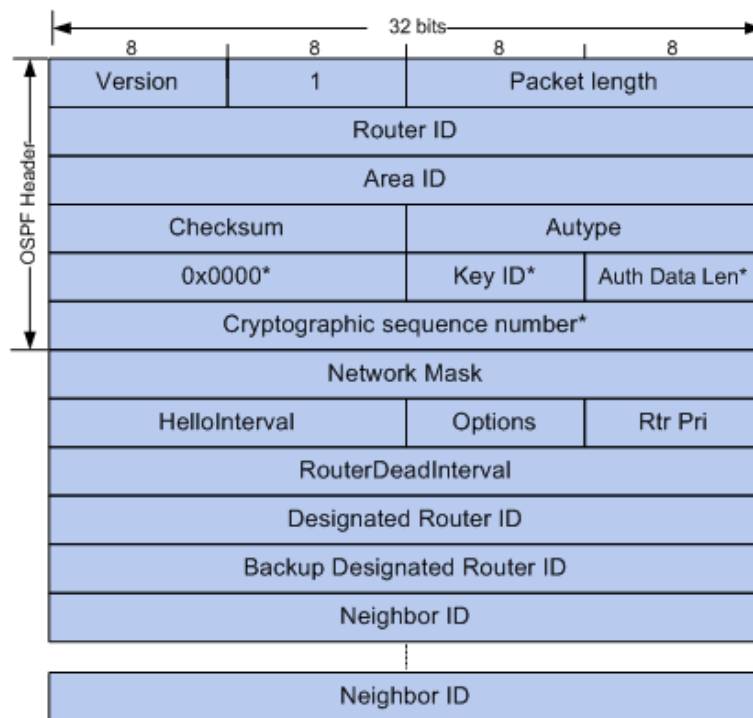 32 bits
8 8 8 8
OSPF Header
Version 1 Packet length
Router ID
Area ID
Checksum Autype
0x0000* Key ID* Auth Data Len*
Cryptographic sequence number*
Network Mask
HelloInterval Options Rtr Pri
RouterDeadInterval
Designated Router ID
Backup Designated Router ID
Neighbor ID
Neighbor ID